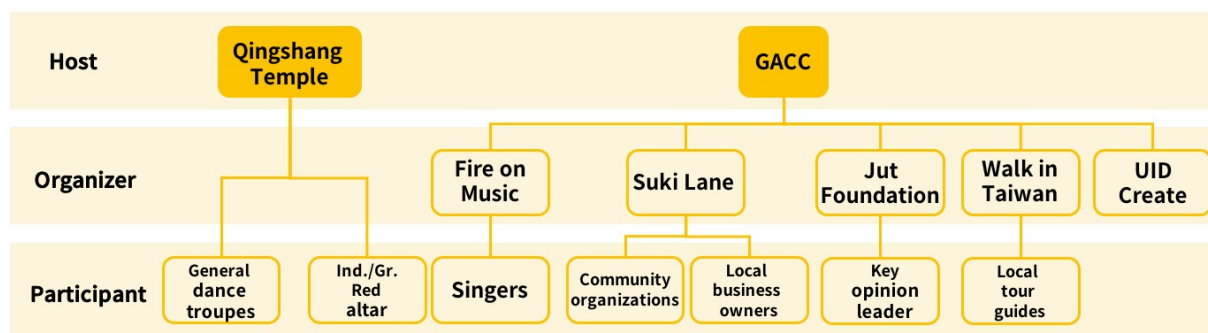 Host
Qingshang
Temple
GACC
Organizer
Fire on
Music
Suki Lane
Jut
Foundation
Walk in
Taiwan
UID
Create
Participant
General
dance
troupes
Ind./Gr.
Red
altar
Singers
Community
organizations
Local
business
owners
Key
opinion
leader
Local
tour
guides